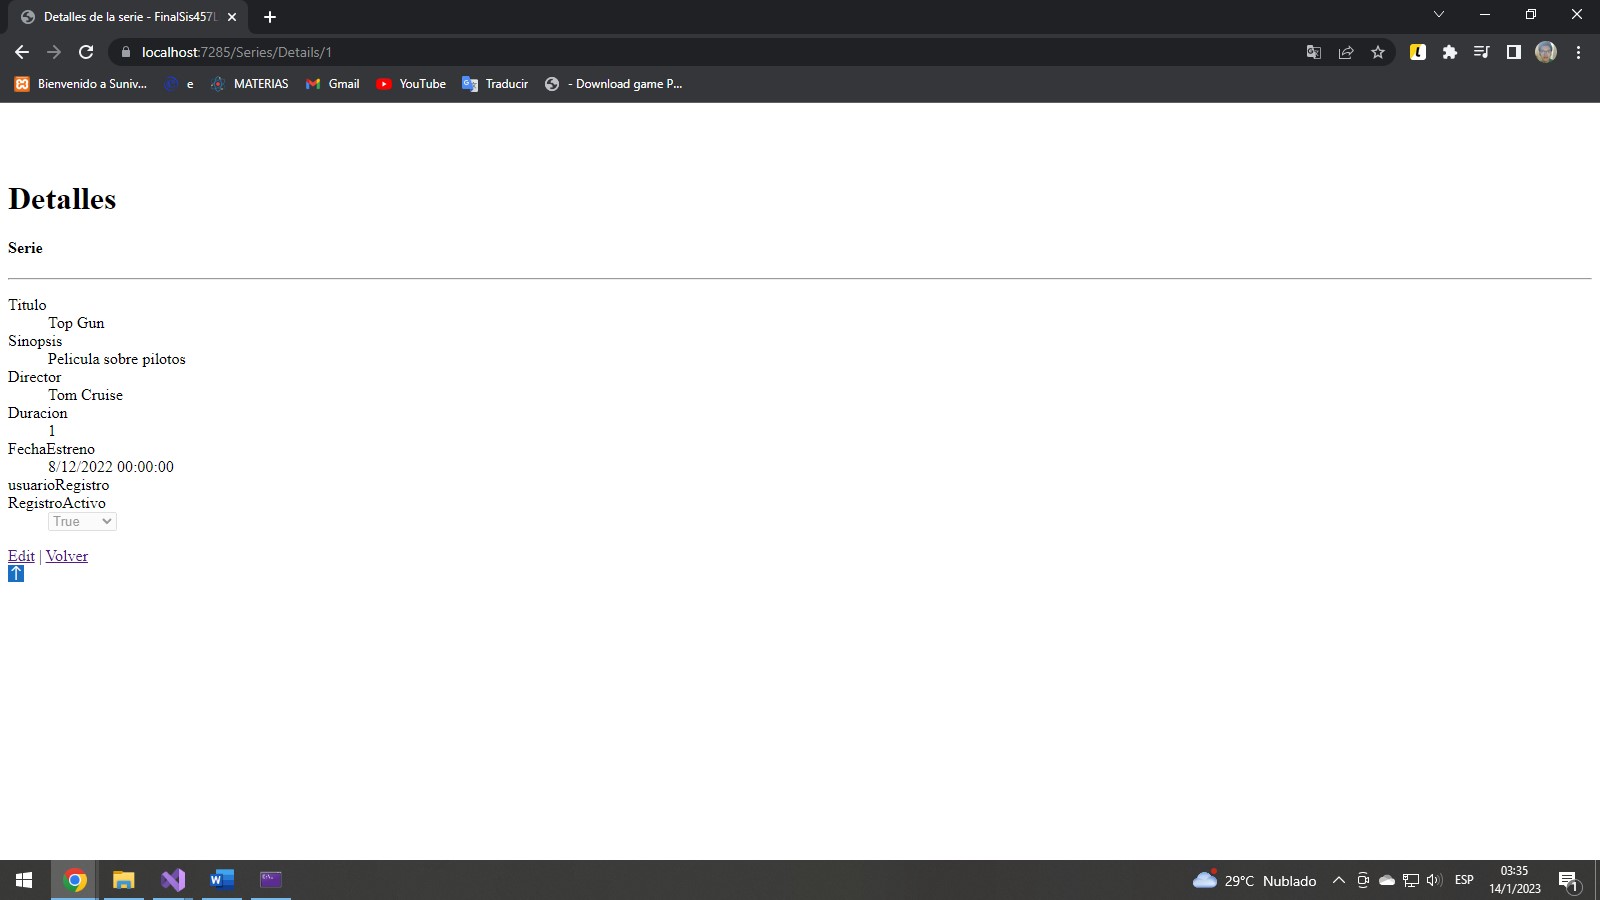 Detalles de la serie - FinalSis457
localhost:7285/Series/Details/1
Bienvenido a Suniv... e MATERIAS Gmail YouTube Traducir - Download game P...
Detalles
Serie
Titulo
Top Gun
Sinopsis
Pelicula sobre pilotos
Director
Tom Cruise
Duracion
1
FechaEstreno
8/12/2022 00:00:00
usuarioRegistro
RegistroActivo
True
Edit | Volver
29°C Nublado
ESP
03:35
14/1/2023
1